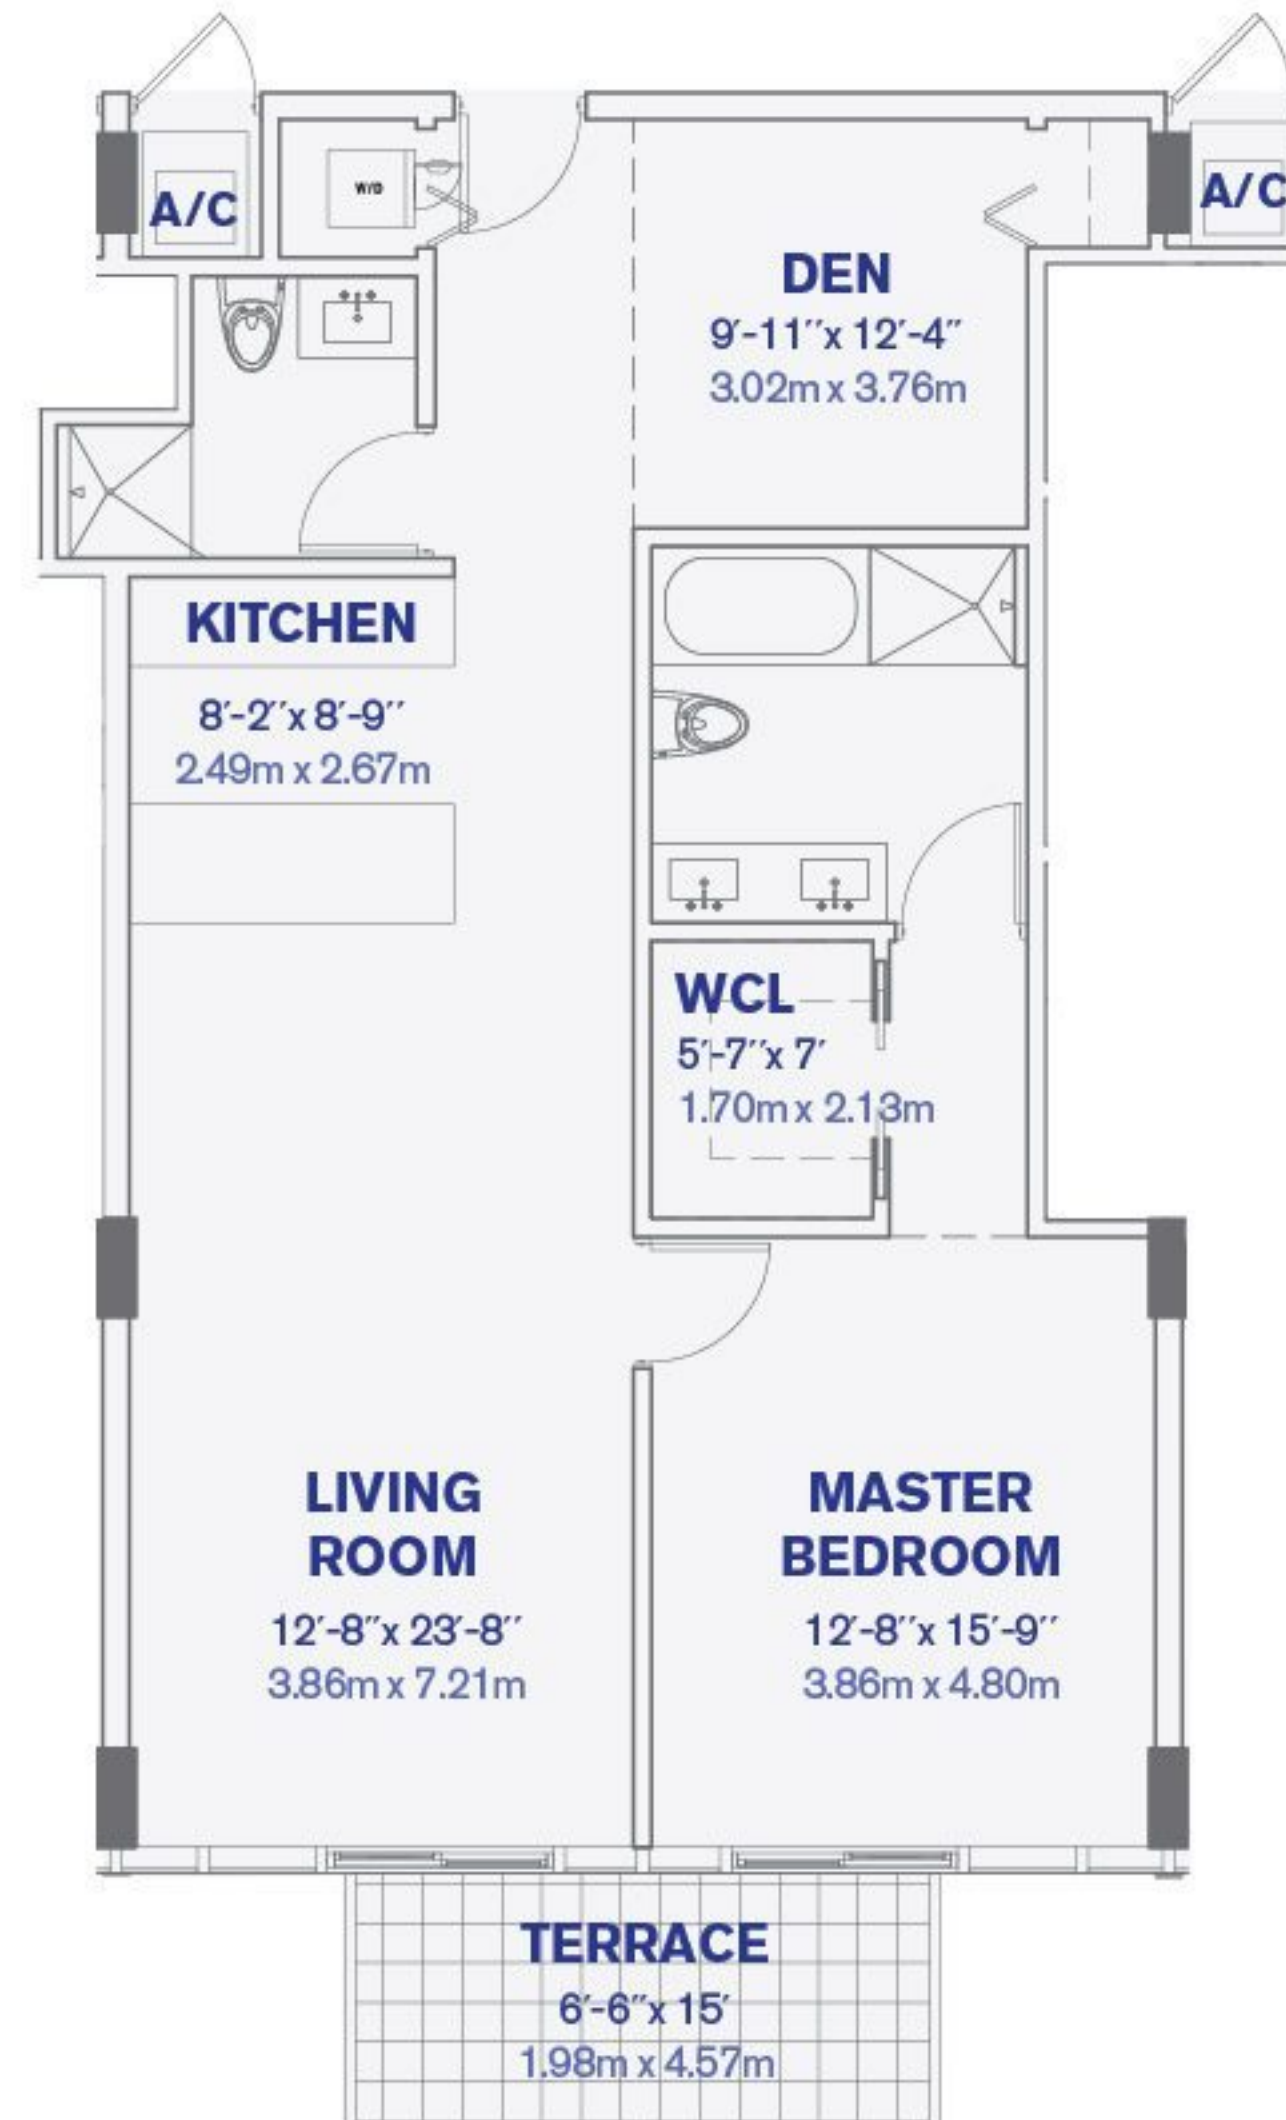 A/C
W/D
A/C
DEN
9′-11″x 12′-4″
3.02m x 3.76m
KITCHEN
8′-2″x 8′-9″
2.49m x 2.67m
WCL
5′-7″x 7′
1.70m x 2.13m
LIVING
ROOM
12′-8″x 23′-8″
3.86m x 7.21m
MASTER
BEDROOM
12′-8″x 15′-9″
3.86m x 4.80m
TERRACE
6′-6″x 15′
1.98m x 4.57m